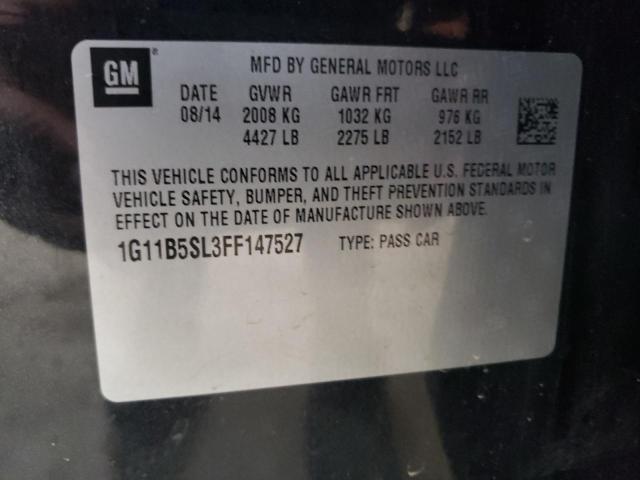 GM®
MFD BY GENERAL MOTORS LLC
DATE GVWR GAWR FRT GAWR RR
08/14 2008 KG 1032 KG 976 KG
4427 LB 2275 LB 2152 LB
THIS VEHICLE CONFORMS TO ALL APPLICABLE U.S. FEDERAL MOTOR
VEHICLE SAFETY, BUMPER, AND THEFT PREVENTION STANDARDS IN
EFFECT ON THE DATE OF MANUFACTURE SHOWN ABOVE.
1G11B5SL3FF147527 TYPE: PASS CAR